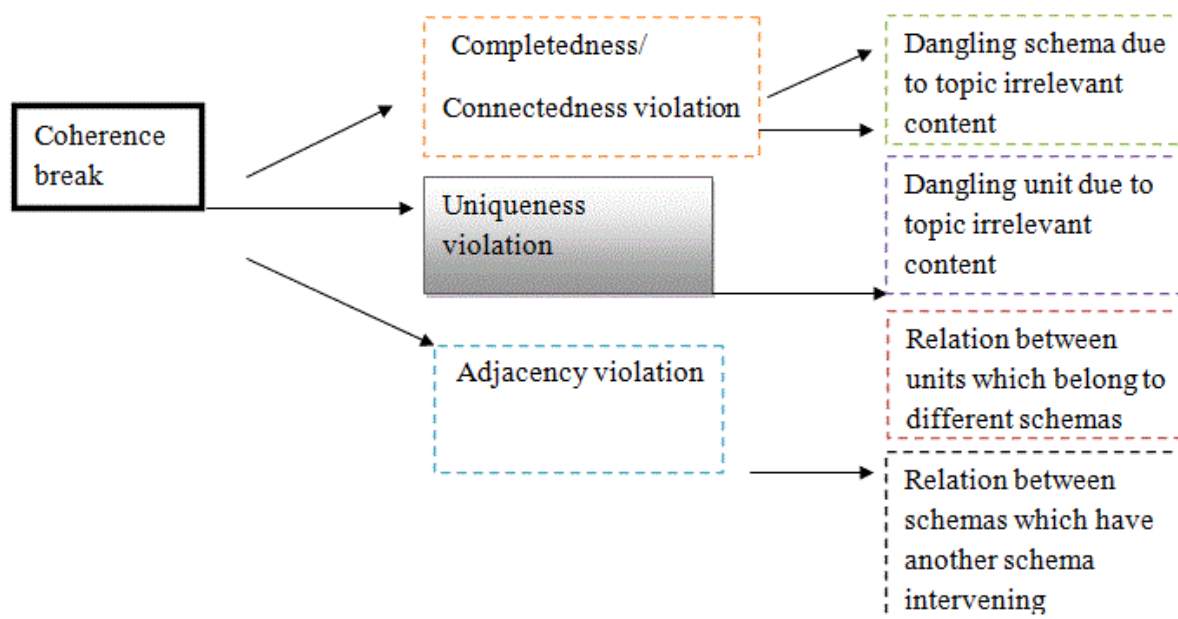 Coherence
break
Completedness/
Connectedness violation
Uniqueness
violation
Adjacency violation
Dangling schema due
to topic irrelevant
content
Dangling unit due to
topic irrelevant
content
Relation between
units which belong to
different schemas
Relation between
schemas which have
another schema
intervening